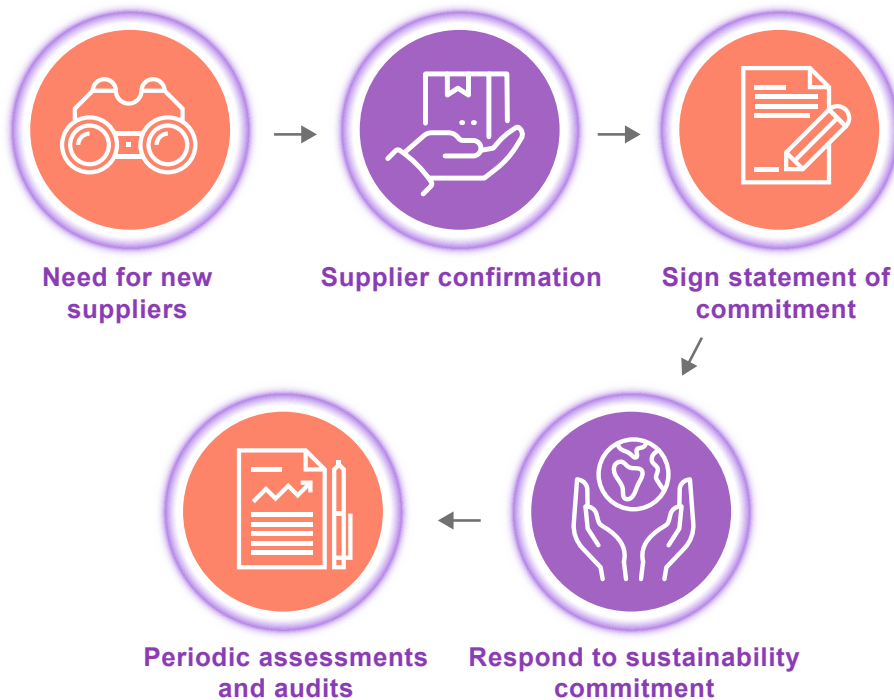 Need for new
suppliers
Supplier confirmation
Sign statement of
commitment
Respond to sustainability
commitment
Periodic assessments
and audits